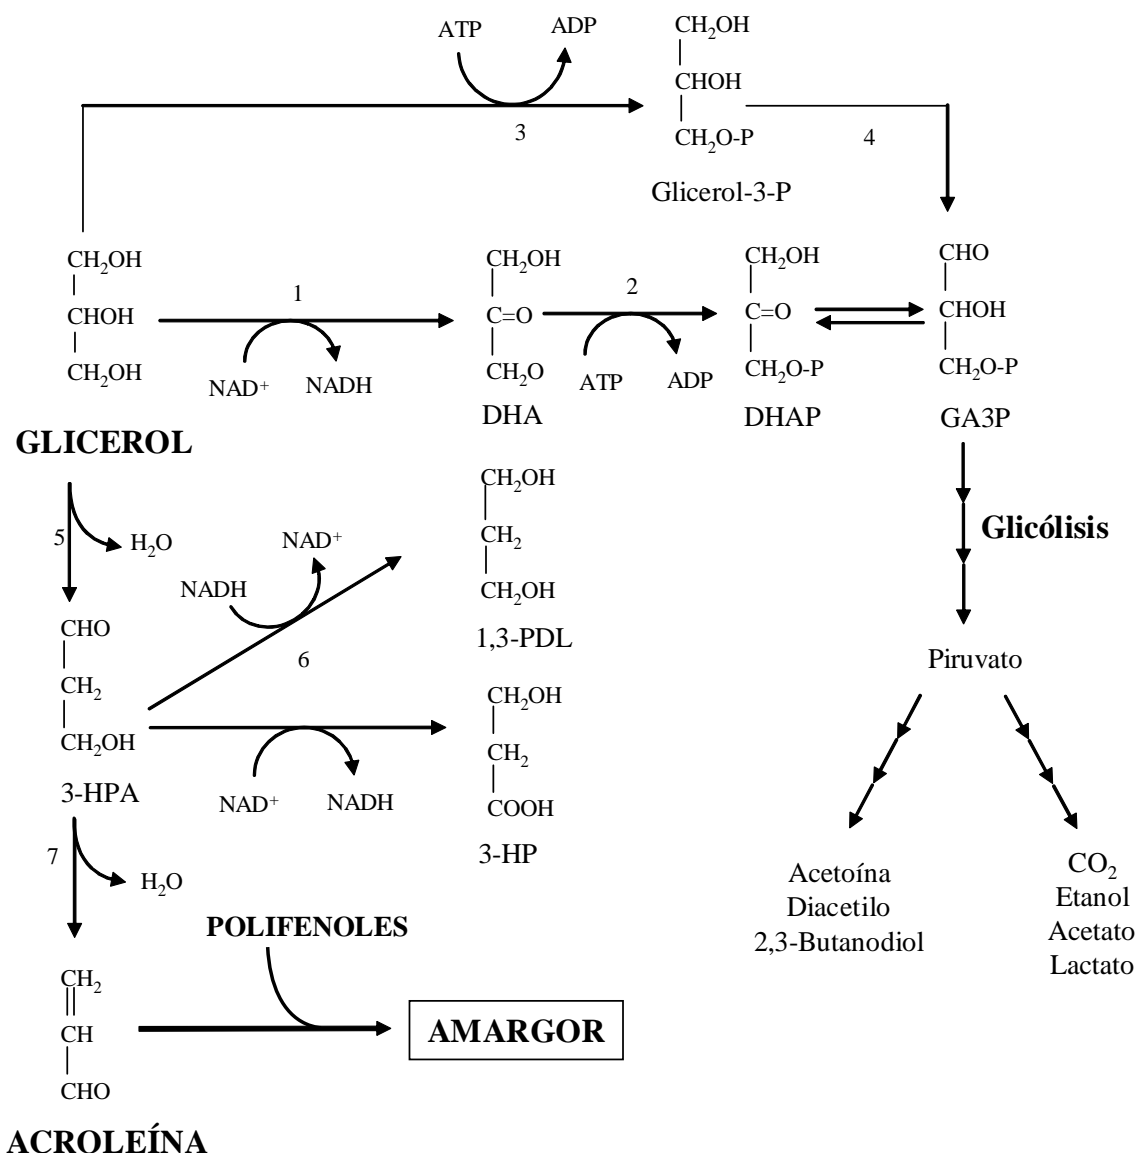 ATP ADP
CH₂OH
CHOH
3
4
CH₂O-P
Glicerol-3-P
CH₂OH
CHOH
CH₂OH
GLICEROL
1
NAD⁺ NADH
CH₂OH
C=O
CH₂O
DHA
2
ATP ADP
CH₂OH
C=O
CH₂O-P
DHAP
CHO
CHOH
CH₂O-P
GA3P
Glicólisis
5
H₂O
NADH NAD⁺
6
CH₂OH
CH₂
CH₂OH
1,3-PDL
CHO
CH₂
CH₂OH
3-HPA
NAD⁺ NADH
CH₂OH
CH₂
COOH
3-HP
Piruvato
Acetoína
Diacetilo
2,3-Butanodiol
CO₂
Etanol
Acetato
Lactato
7
H₂O
POLIFENOLES
CH₂
CH
CHO
ACROLEÍNA
AMARGOR